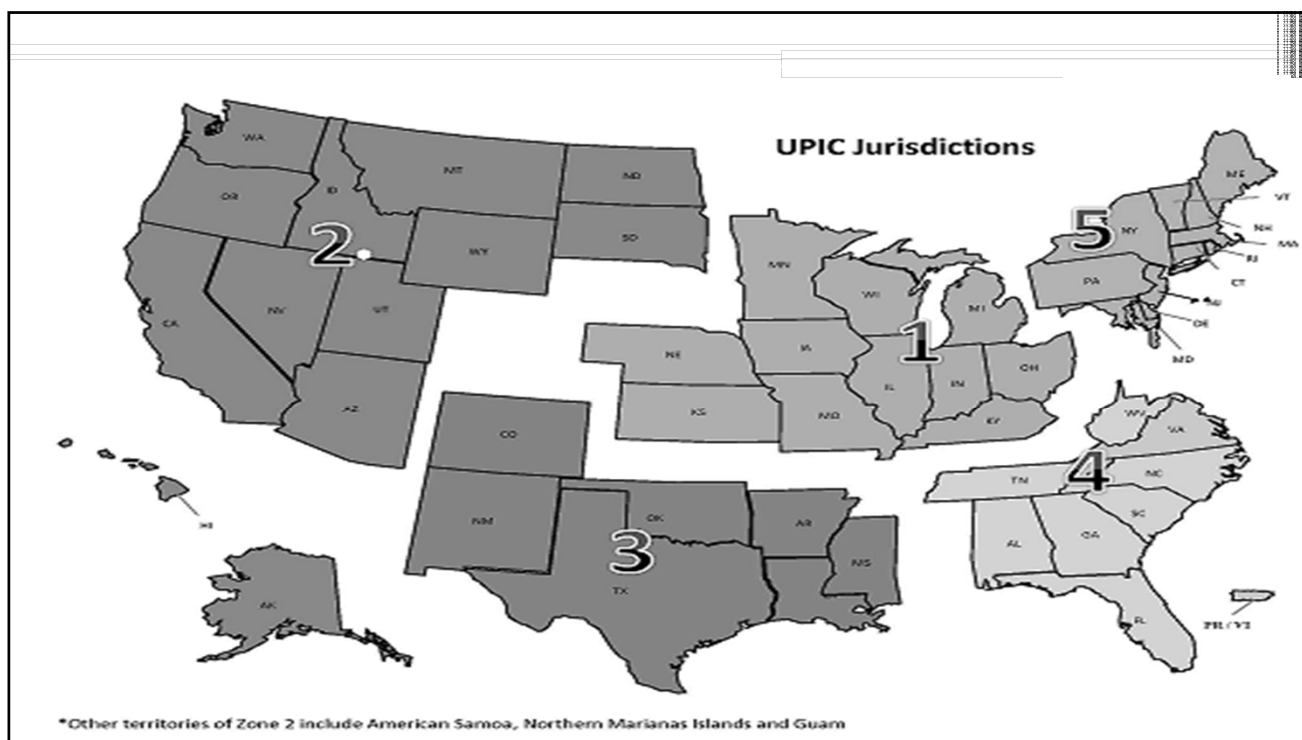 UPIC Jurisdictions
WA
MT
ND
ME
OR
ID
VT
NY
NH
2
5
SD
MN
MA
WY
RI
WI
PA
CT
NV
UT
MI
NJ
CA
DE
1
IA
NE
MD
OH
IL
IN
AZ
KS
MO
KY
WV
CO
VA
4
NC
TN
HI
NM
OK
AR
SC
3
AL
GA
MS
TX
AK
FL
PR / VI
*Other territories of Zone 2 include American Samoa, Northern Marianas Islands and Guam